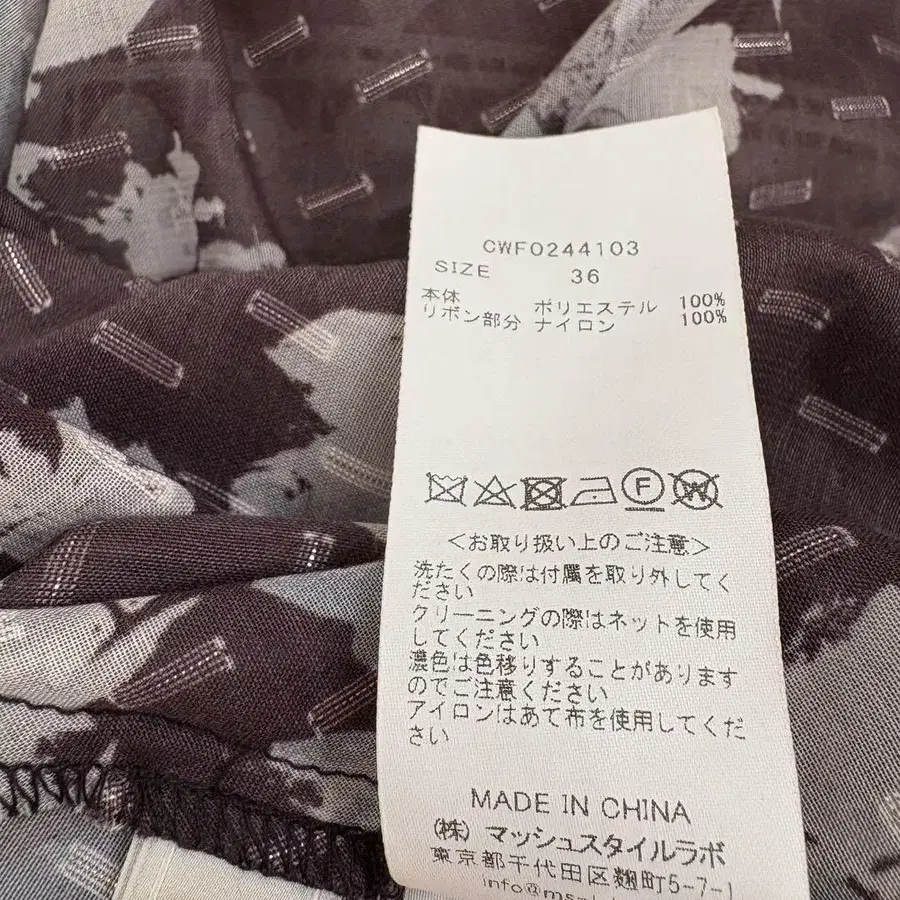 CWF0244103
SIZE 36
本体 ポリエステル 100%
リボン部分 ナイロン 100%
F W
＜お取り扱い上のご注意＞
洗たくの際は付属を取り外してく
ださい
クリーニングの際はネットを使用
してください
濃色は色移りすることがあります
のでご注意ください
アイロンはあて布を使用してくだ
さい
MADE IN CHINA
(株) マッシュスタイルラボ
東京都千代田区麹町5-7-1